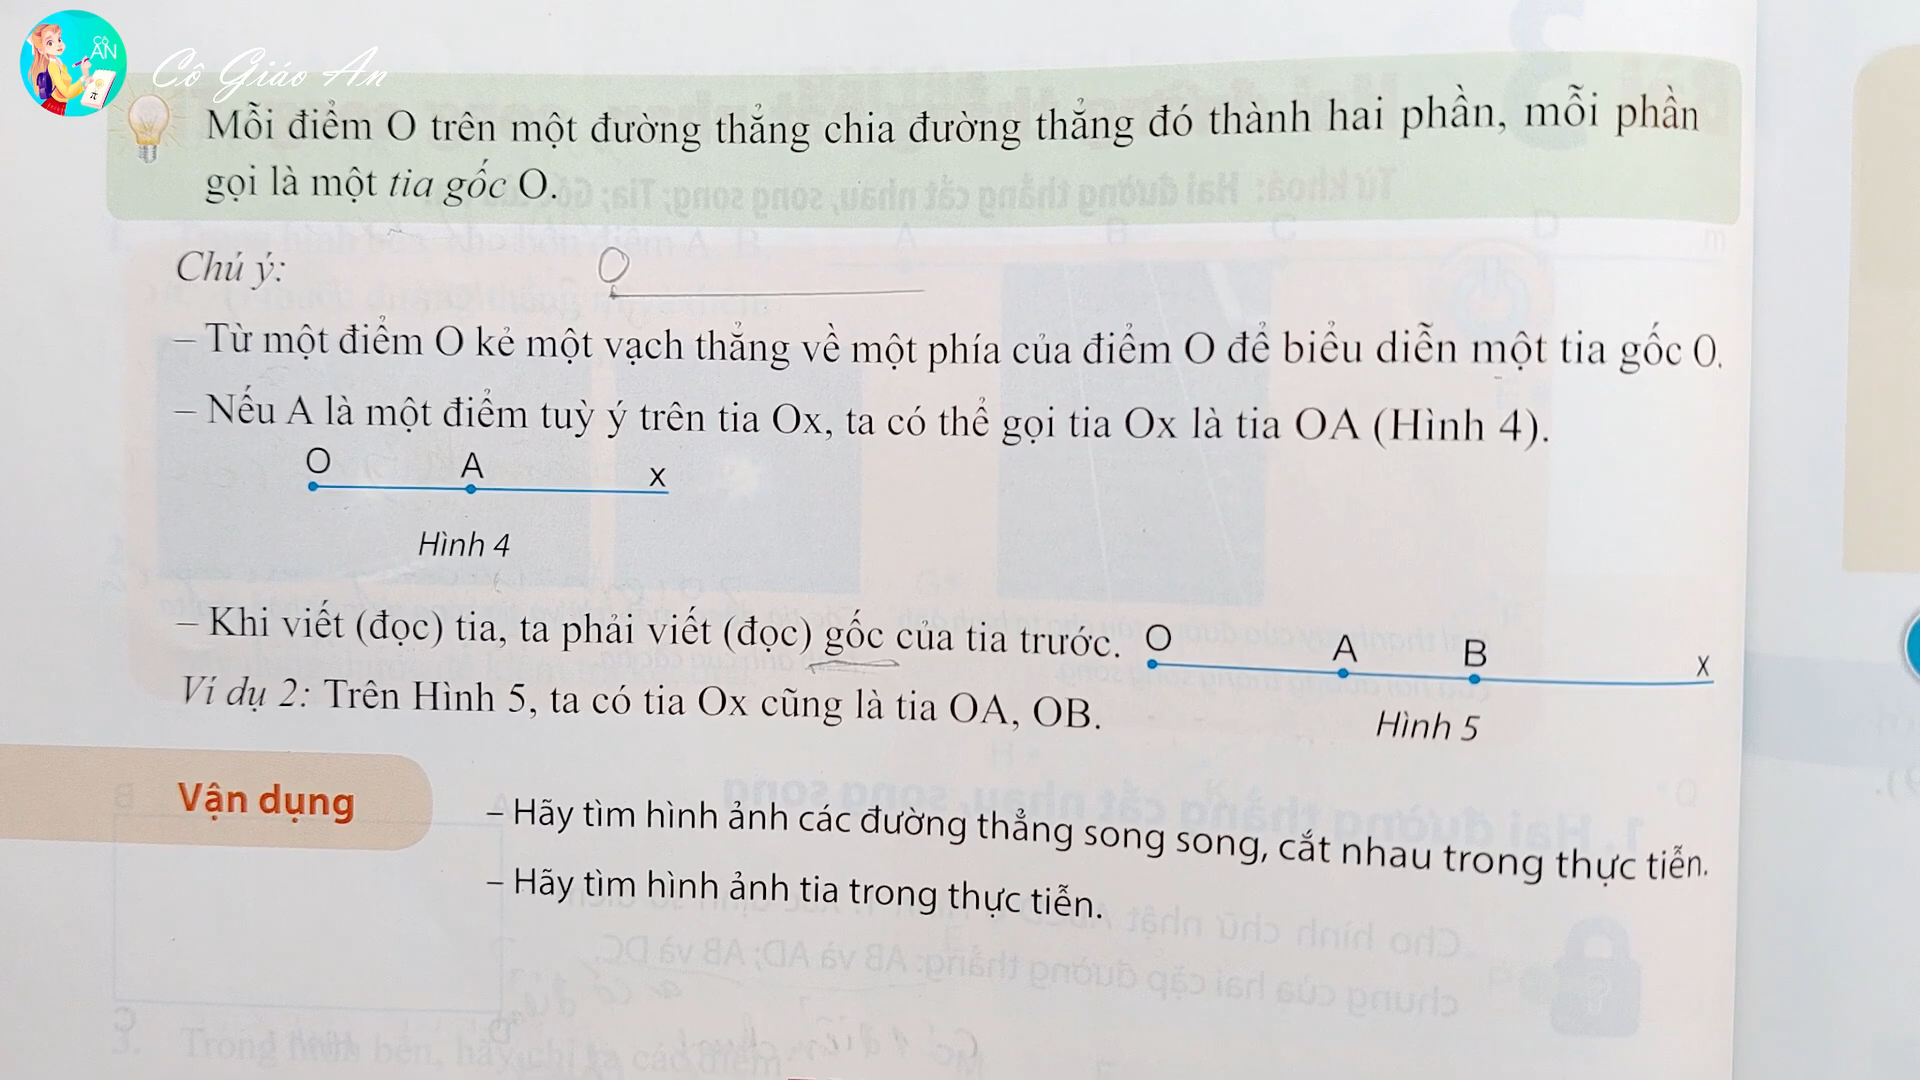 CÔ AN
Cô Giáo An
Mỗi điểm O trên một đường thẳng chia đường thẳng đó thành hai phần, mỗi phần
gọi là một tia gốc O.
Chú ý:
O
– Từ một điểm O kẻ một vạch thẳng về một phía của điểm O để biểu diễn một tia gốc O.
– Nếu A là một điểm tuỳ ý trên tia Ox, ta có thể gọi tia Ox là tia OA (Hình 4).
O A x
Hình 4
– Khi viết (đọc) tia, ta phải viết (đọc) gốc của tia trước.
O A B x
Ví dụ 2: Trên Hình 5, ta có tia Ox cũng là tia OA, OB.
Hình 5
Vận dụng
– Hãy tìm hình ảnh các đường thẳng song song, cắt nhau trong thực tiễn.
– Hãy tìm hình ảnh tia trong thực tiễn.